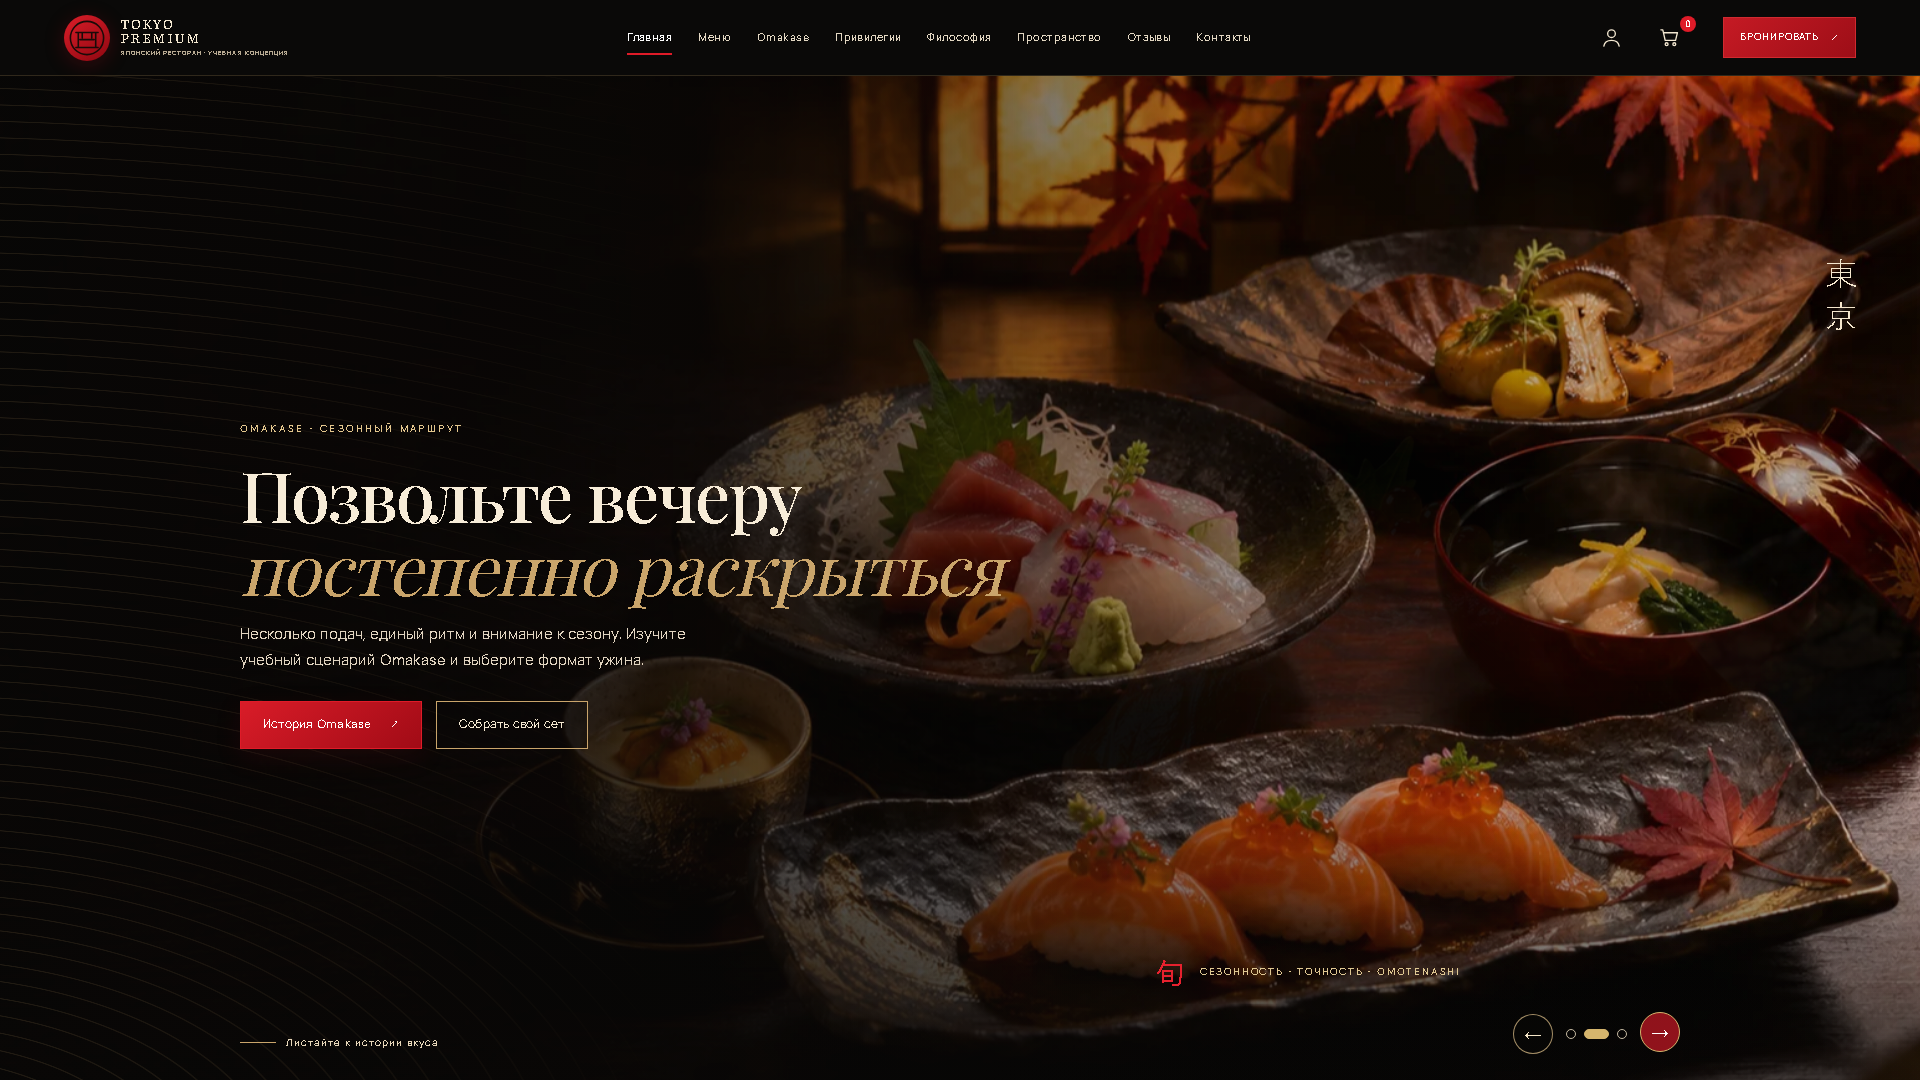 TOKYO
PREMIUM
ЯПОНСКИЙ РЕСТОРАН · УЧЕБНАЯ КОНЦЕПЦИЯ
Главная
Меню
Omakase
Привилегии
Философия
Пространство
Отзывы
Контакты
0
БРОНИРОВАТЬ ↗
東
京
OMAKASE · СЕЗОННЫЙ МАРШРУТ
Позвольте вечеру
постепенно раскрыться
Несколько подач, единый ритм и внимание к сезону. Изучите
учебный сценарий Omakase и выберите формат ужина.
История Omakase ↗
Собрать свой сет
旬
СЕЗОННОСТЬ · ТОЧНОСТЬ · OMOTENASHI
Листайте к истории вкуса
← →